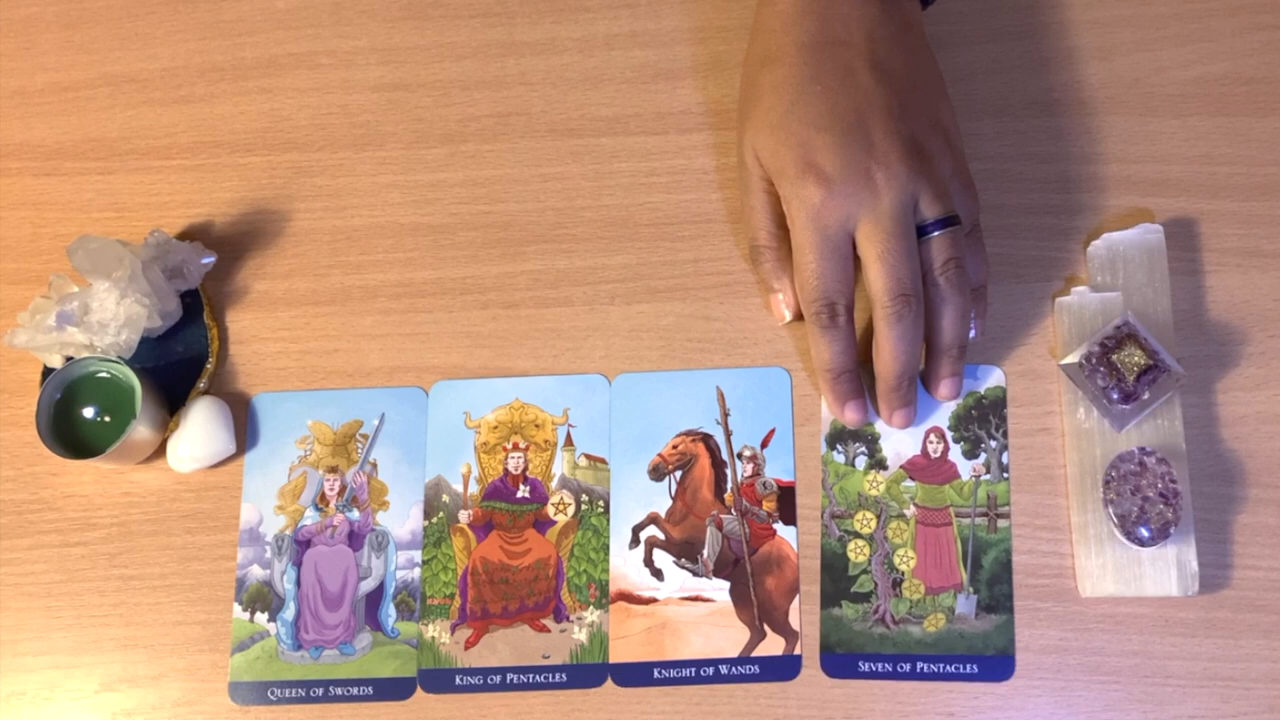 QUEEN OF SWORDS
KING OF PENTACLES
KNIGHT OF WANDS
SEVEN OF PENTACLES